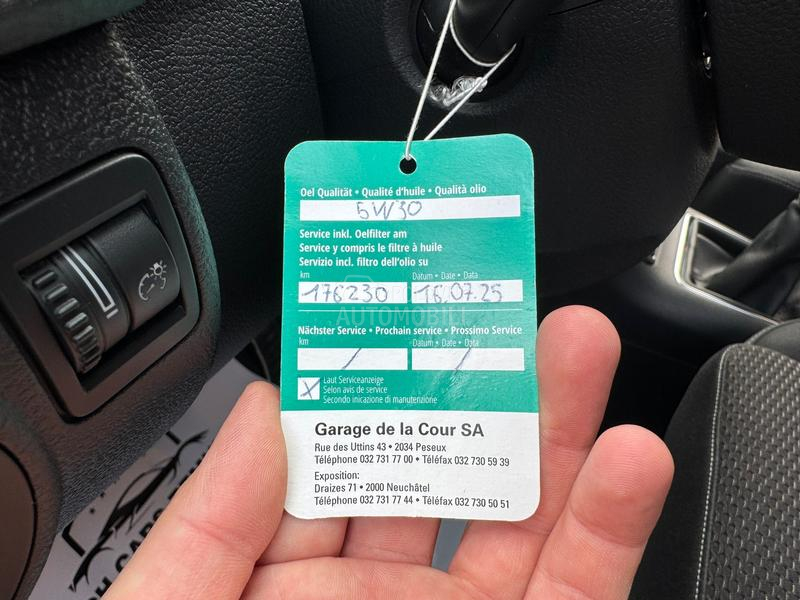 Oel Qualität • Qualité d'huile • Qualità olio
5W30
Service inkl. Oelfilter am
Service y compris le filtre à huile
Servizio incl. filtro dell'olio su
km Datum • Date • Data
176230 16.07.25
AUTOMOBILI
Nächster Service • Prochain service • Prossimo Service
km Datum • Date • Data
/ /
X Laut Serviceanzeige
Selon avis de service
Secondo inicazione di manutenzione
Garage de la Cour SA
Rue des Uttins 43 • 2034 Peseux
Téléphone 032 731 77 00 • Téléfax 032 730 59 39
Exposition:
Draizes 71 • 2000 Neuchâtel
Téléphone 032 731 77 44 • Téléfax 032 730 50 51